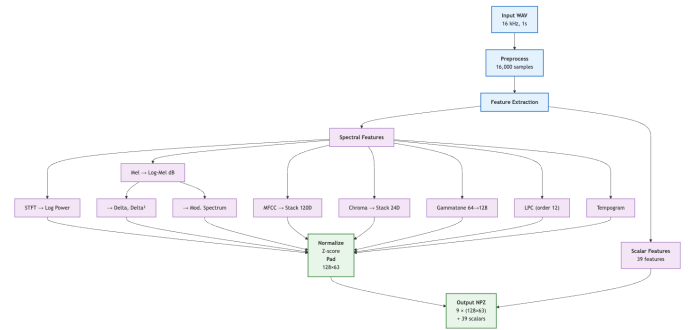 Input WAV
16 kHz, 1s
Preprocess
16,000 samples
Feature Extraction
Spectral Features
Mel → Log-Mel dB
STFT → Log Power
→ Delta, Delta²
→ Mod. Spectrum
MFCC → Stack 120D
Chroma → Stack 24D
Gammatone 64→128
LPC (order 12)
Tempogram
Normalize
Z-score
Pad
128×63
Scalar Features
39 features
Output NPZ
9 × (128×63)
+ 39 scalars